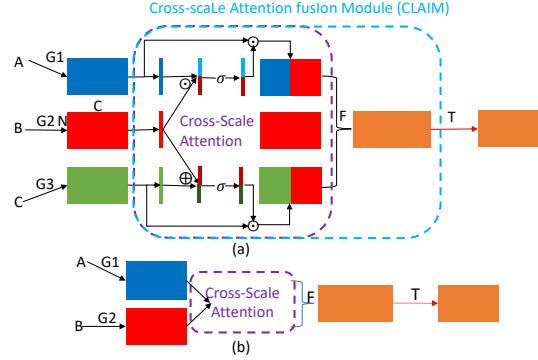 Cross-scaLe Attention fusIon Module (CLAIM)
A G1
C
B G2 N
Cross-Scale
Attention
F
T
C G3
σ
σ
(a)
A G1
B G2
Cross-Scale
Attention
F
T
(b)